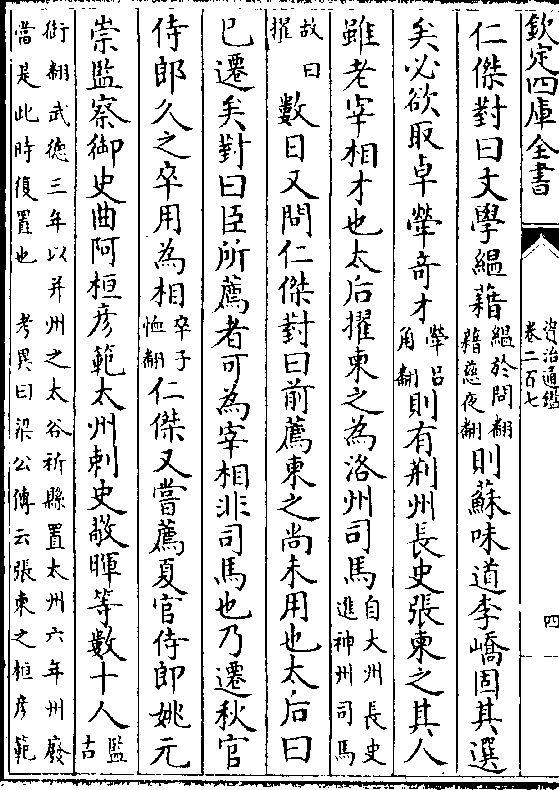 欽定四庫全書
資治通鑑
卷二百七
四
仁傑對曰文學縕藉縕於問翻藉慈夜翻則蘇味道李嶠固其選
矣必欲取卓犖奇才犖吕角翻則有荆州長史張柬之其人
雖老宰相才也太后擢柬之為洛州司馬自大州長史進神州司馬
故曰擢數日又問仁傑對曰前薦柬之尚未用也太后曰
已遷矣對曰臣所薦者可為宰相非司馬也乃遷秋官
侍郎久之卒用為相卒子恤翻仁傑又嘗薦夏官侍郎姚元
崇監察御史曲阿桓彦範太州刺史敬暉等數十人監古
銜翻武德三年以并州之太谷祈縣置太州六年州廢
當是此時復置也 考異曰梁公傳云張柬之桓彦範